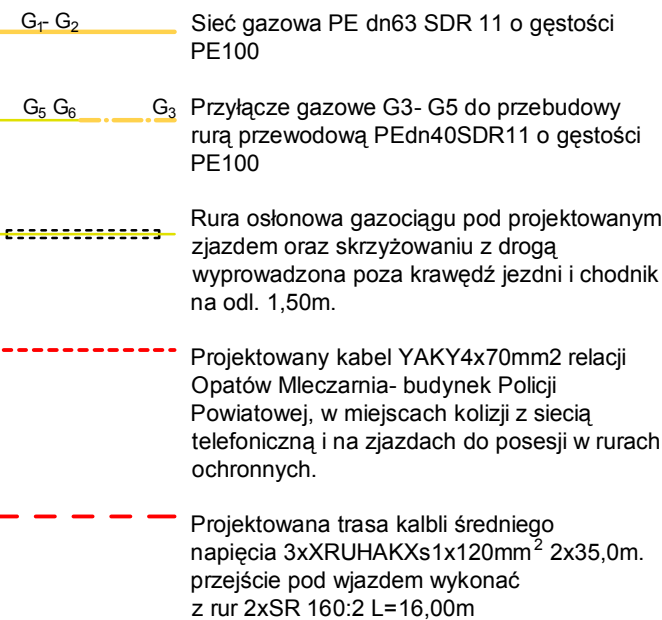 G₁- G₂ Sieć gazowa PE dn63 SDR 11 o gęstości
PE100
G₅ G₆ G₃ Przyłącze gazowe G3- G5 do przebudowy
rurą przewodową PEdn40SDR11 o gęstości
PE100
Rura osłonowa gazociągu pod projektowanym
zjazdem oraz skrzyżowaniu z drogą
wyprowadzona poza krawędź jezdni i chodnik
na odl. 1,50m.
Projektowany kabel YAKY4x70mm2 relacji
Opatów Mleczarnia- budynek Policji
Powiatowej, w miejscach kolizji z siecią
telefoniczną i na zjazdach do posesji w rurach
ochronnych.
Projektowana trasa kalbli średniego
napięcia 3xXRUHAKXs1x120mm² 2x35,0m.
przejście pod wjazdem wykonać
z rur 2xSR 160:2 L=16,00m